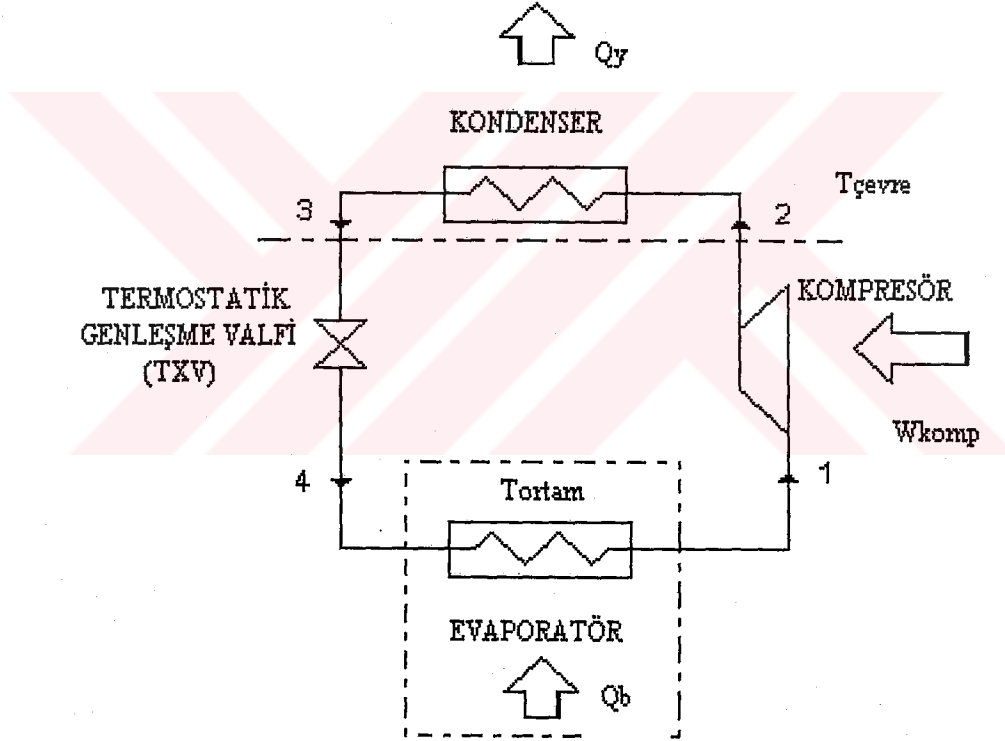 Qy
KONDENSER
Tçevre
3
2
TERMOSTATİK
GENLEŞME VALFİ
(TXV)
KOMPRESÖR
Wkomp
4
1
Tortam
EVAPORATÖR
Qb